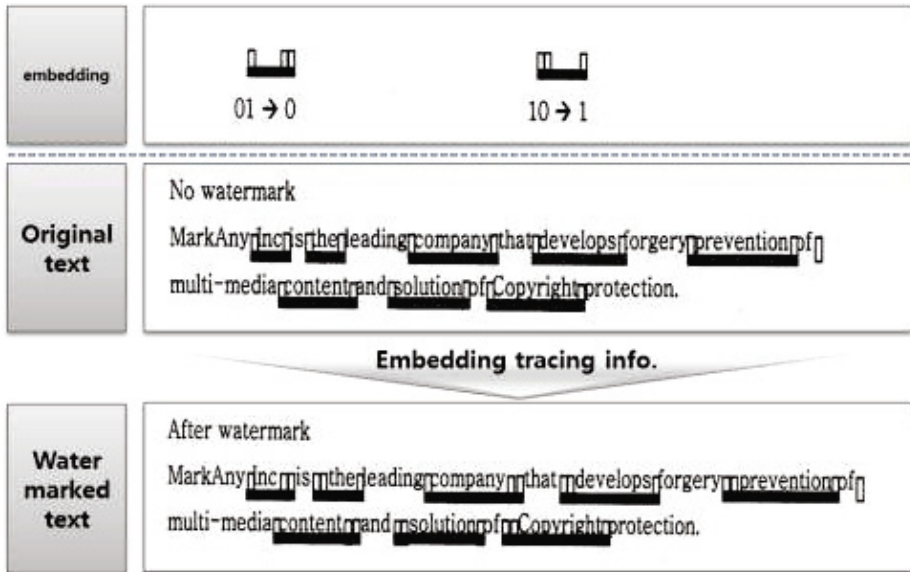 embedding
01 → 0
10 → 1
Original
text
No watermark
MarkAny Inc is the leading company that develops forgery prevention of
multi-media content and solution of Copyright protection.
Embedding tracing info.
Water
marked
text
After watermark
MarkAny Inc is the leading company that develops forgery prevention of
multi-media content and solution of Copyright protection.